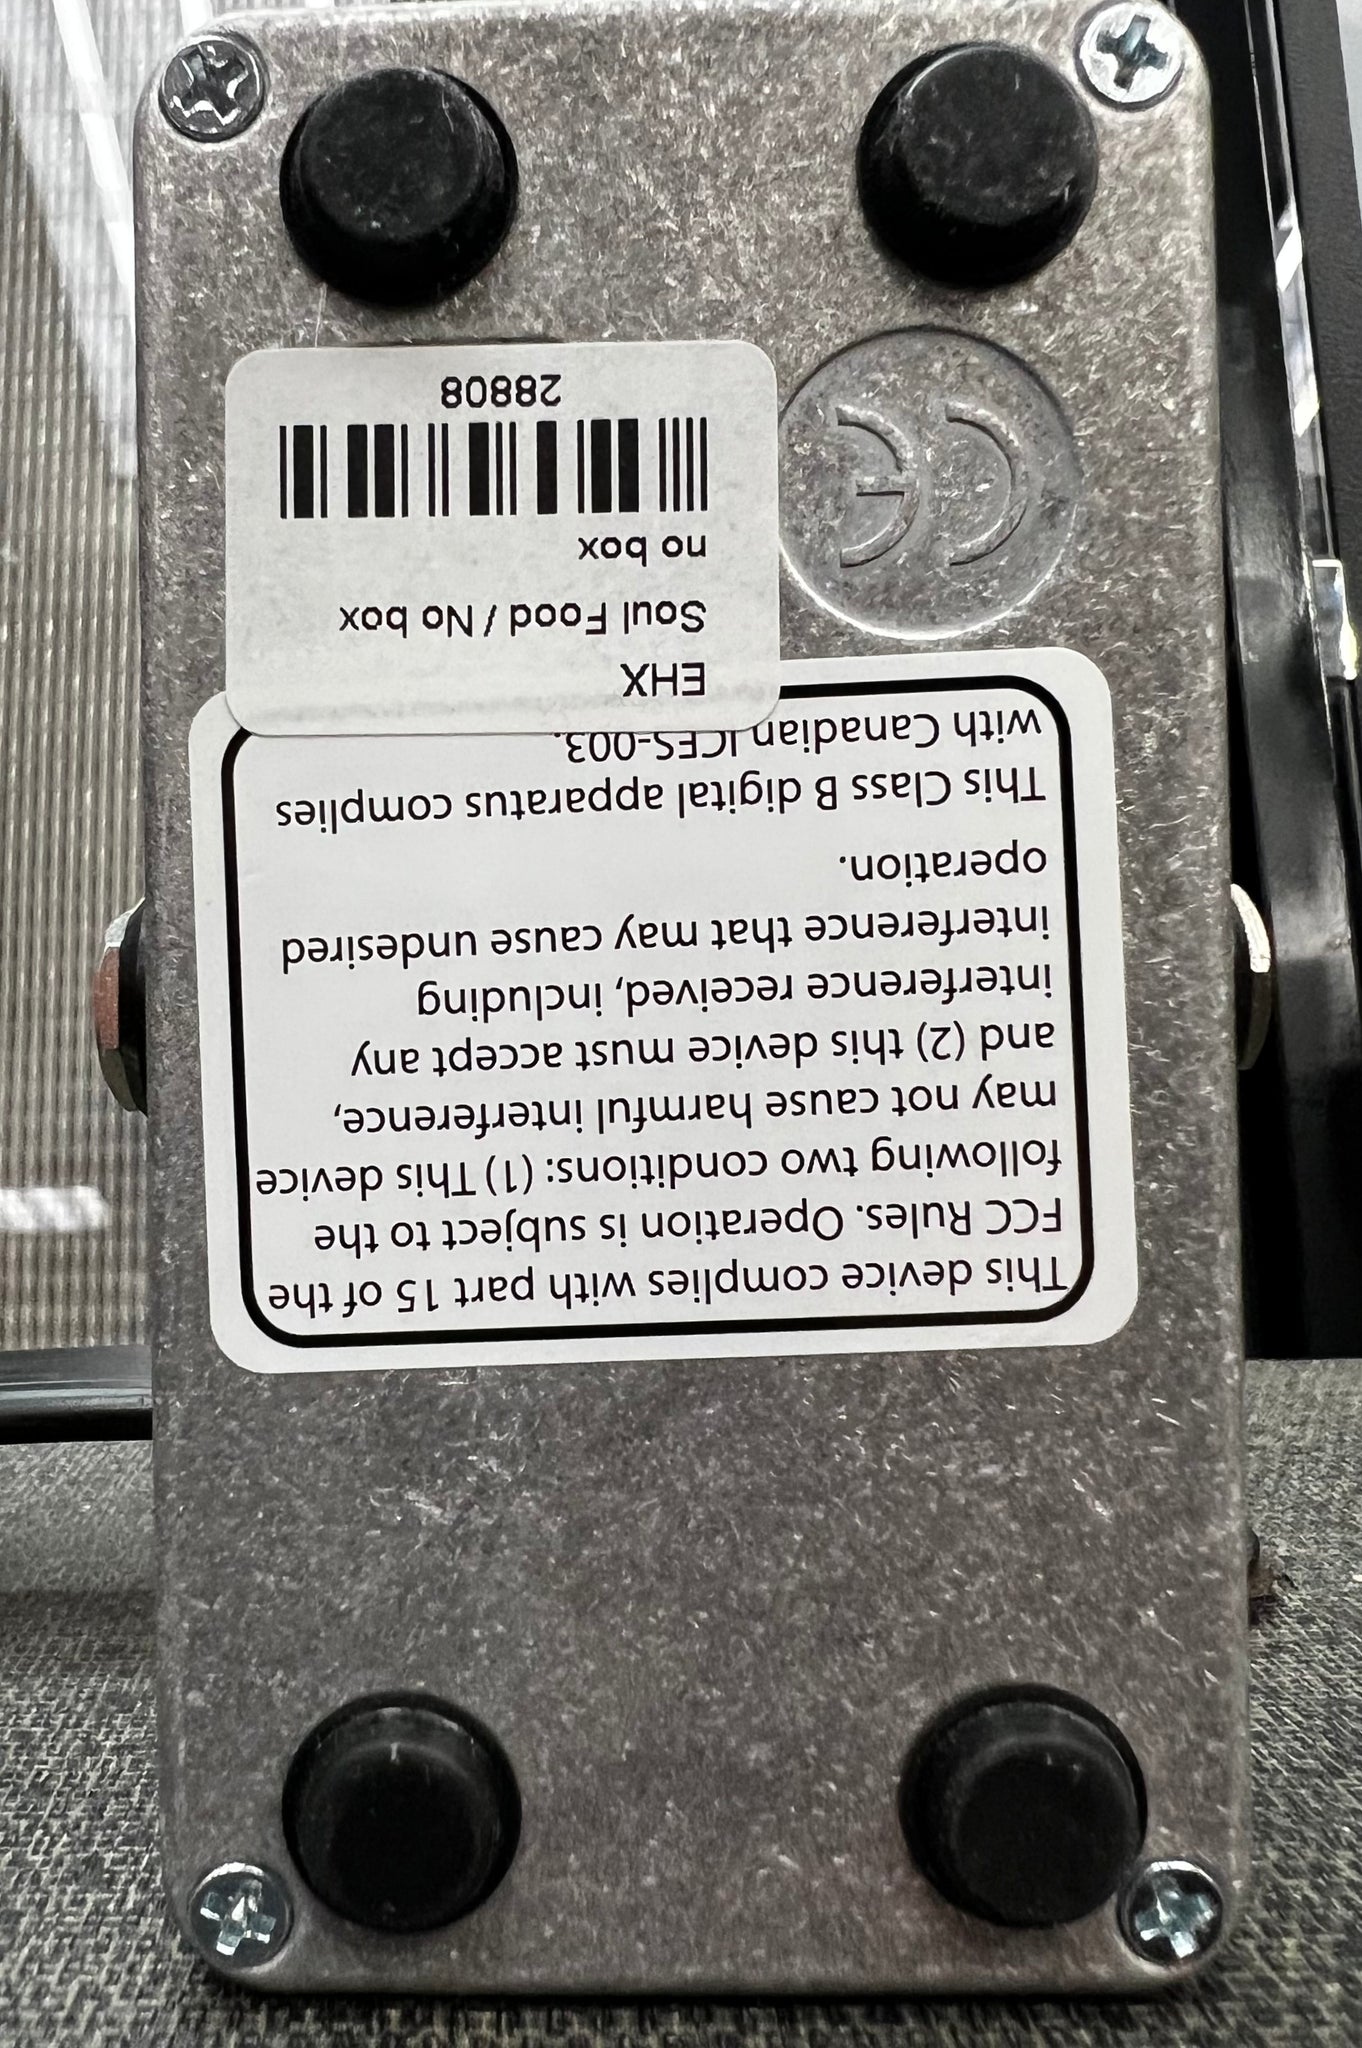 EHX
Soul Food / No box
no box
28808
This device complies with part 15 of the
FCC Rules. Operation is subject to the
following two conditions: (1) This device
may not cause harmful interference,
and (2) this device must accept any
interference received, including
interference that may cause undesired
operation.
This Class B digital apparatus complies
with Canadian ICES-003.
CE